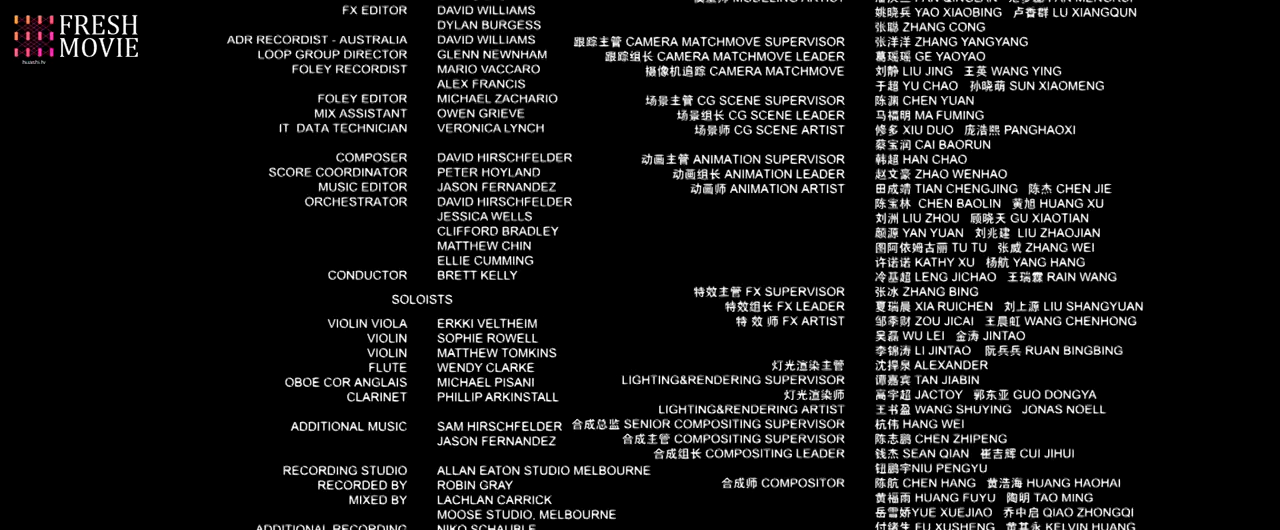 FRESH
MOVIE
huashi.tv
FX EDITOR DAVID WILLIAMS
DYLAN BURGESS
ADR RECORDIST - AUSTRALIA DAVID WILLIAMS
LOOP GROUP DIRECTOR GLENN NEWNHAM
FOLEY RECORDIST MARIO VACCARO
ALEX FRANCIS
FOLEY EDITOR MICHAEL ZACHARIO
MIX ASSISTANT OWEN GRIEVE
IT DATA TECHNICIAN VERONICA LYNCH
COMPOSER DAVID HIRSCHFELDER
SCORE COORDINATOR PETER HOYLAND
MUSIC EDITOR JASON FERNANDEZ
ORCHESTRATOR DAVID HIRSCHFELDER
JESSICA WELLS
CLIFFORD BRADLEY
MATTHEW CHIN
ELLIE CUMMING
CONDUCTOR BRETT KELLY
SOLOISTS
VIOLIN VIOLA ERKKI VELTHEIM
VIOLIN SOPHIE ROWELL
VIOLIN MATTHEW TOMKINS
FLUTE WENDY CLARKE
OBOE COR ANGLAIS MICHAEL PISANI
CLARINET PHILLIP ARKINSTALL
ADDITIONAL MUSIC SAM HIRSCHFELDER
JASON FERNANDEZ
RECORDING STUDIO ALLAN EATON STUDIO MELBOURNE
RECORDED BY ROBIN GRAY
MIXED BY LACHLAN CARRICK
MOOSE STUDIO, MELBOURNE
ADDITIONAL RECORDING NIKO SCHAUBLE
姚晓兵 YAO XIAOBING 卢香群 LU XIANGQUN
张聪 ZHANG CONG
跟踪主管 CAMERA MATCHMOVE SUPERVISOR 张洋洋 ZHANG YANGYANG
跟踪组长 CAMERA MATCHMOVE LEADER 葛瑶瑶 GE YAOYAO
摄像机追踪 CAMERA MATCHMOVE 刘静 LIU JING 王英 WANG YING
于超 YU CHAO 孙晓萌 SUN XIAOMENG
场景主管 CG SCENE SUPERVISOR 陈渊 CHEN YUAN
场景组长 CG SCENE LEADER 马福明 MA FUMING
场景师 CG SCENE ARTIST 修多 XIU DUO 庞浩熙 PANGHAOXI
蔡宝润 CAI BAORUN
动画主管 ANIMATION SUPERVISOR 韩超 HAN CHAO
动画组长 ANIMATION LEADER 赵文豪 ZHAO WENHAO
动画师 ANIMATION ARTIST 田成靖 TIAN CHENGJING 陈杰 CHEN JIE
陈宝林 CHEN BAOLIN 黄旭 HUANG XU
刘洲 LIU ZHOU 顾晓天 GU XIAOTIAN
颜源 YAN YUAN 刘兆建 LIU ZHAOJIAN
图阿依姆古丽 TU TU 张威 ZHANG WEI
许诺诺 KATHY XU 杨航 YANG HANG
冷基超 LENG JICHAO 王瑞霖 RAIN WANG
特效主管 FX SUPERVISOR 张冰 ZHANG BING
特效组长 FX LEADER 夏瑞晨 XIA RUICHEN 刘上源 LIU SHANGYUAN
特 效 师 FX ARTIST 邹季财 ZOU JICAI 王晨虹 WANG CHENHONG
吴磊 WU LEI 金涛 JINTAO
李锦涛 LI JINTAO 阮兵兵 RUAN BINGBING
灯光渲染主管 ALEXANDER
LIGHTING&RENDERING SUPERVISOR 谭嘉宾 TAN JIABIN
灯光渲染师 高宇超 JACTOY 郭东亚 GUO DONGYA
LIGHTING&RENDERING ARTIST 王书盈 WANG SHUYING JONAS NOELL
合成总监 SENIOR COMPOSITING SUPERVISOR 杭伟 HANG WEI
合成主管 COMPOSITING SUPERVISOR 陈志鹏 CHEN ZHIPENG
合成组长 COMPOSITING LEADER 钱杰 SEAN QIAN 崔吉辉 CUI JIHUI
钮鹏宇NIU PENGYU
合成师 COMPOSITOR 陈航 CHEN HANG 黄浩海 HUANG HAOHAI
黄福雨 HUANG FUYU 陶明 TAO MING
岳雪娇YUE XUEJIAO 乔中启 QIAO ZHONGQI
付绪生 FU XUSHENG 黄其永 KELVIN HUANG